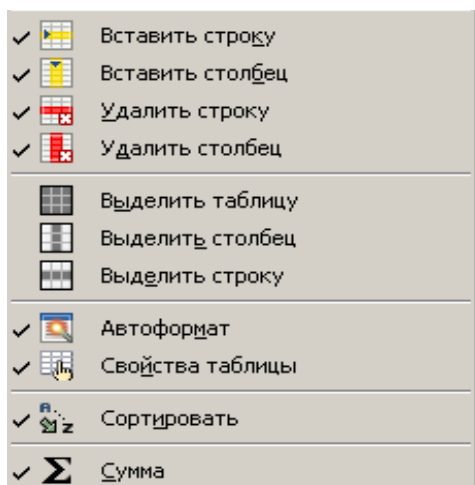 Вставить строку
Вставить столбец
Удалить строку
Удалить столбец
Выделить таблицу
Выделить столбец
Выделить строку
Автоформат
Свойства таблицы
Сортировать
Сумма